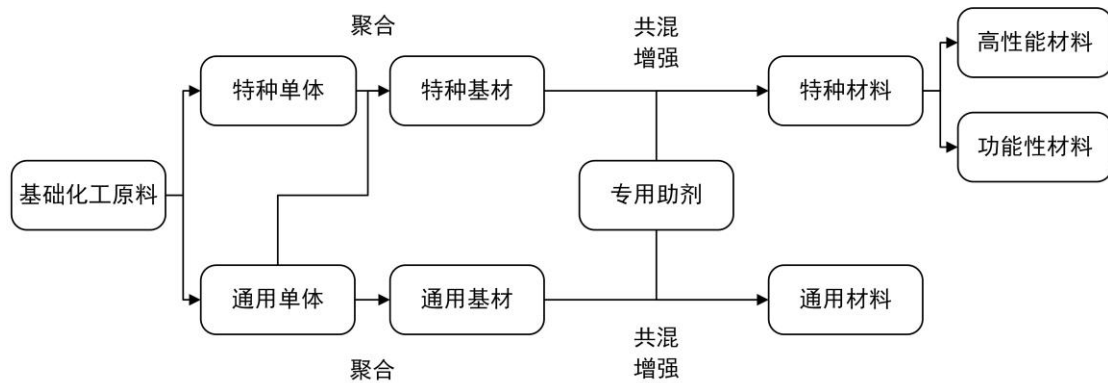 聚合
共混
增强
高性能材料
特种单体
特种基材
特种材料
功能性材料
基础化工原料
专用助剂
通用单体
通用基材
通用材料
聚合
共混
增强